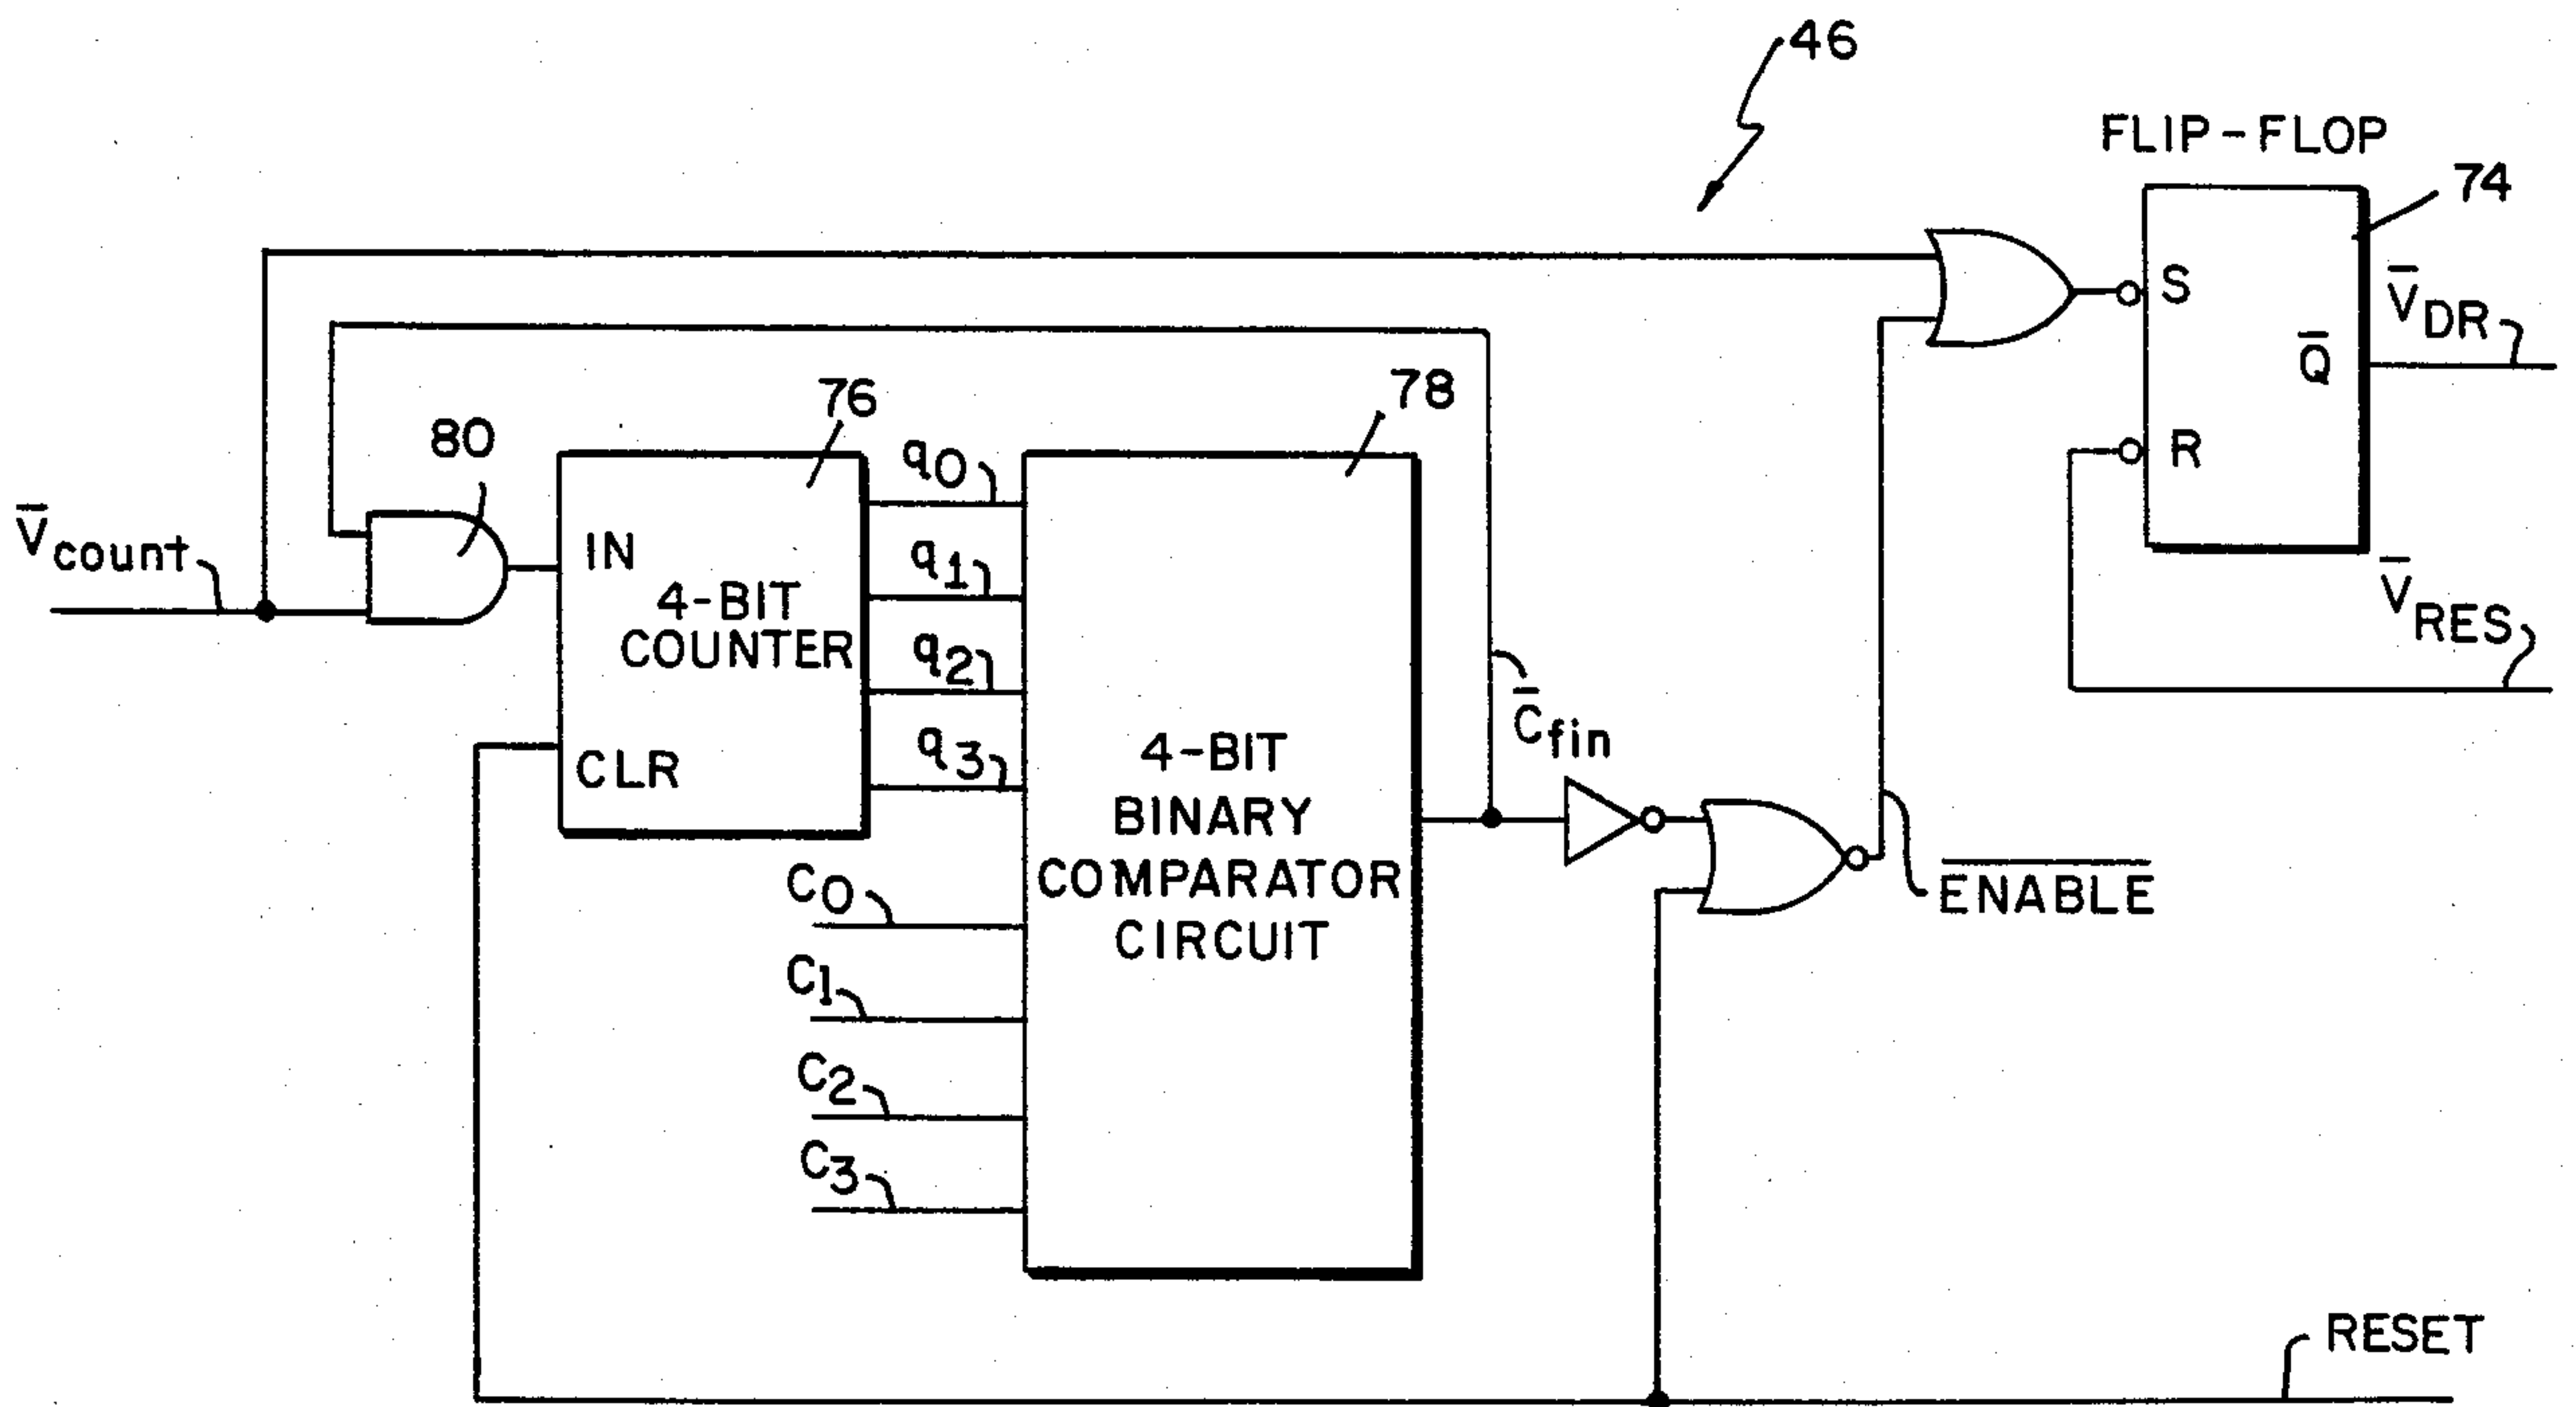 46
FLIP-FLOP
74
S
V̅DR
Q̅
R
V̅RES
76
78
80
q0
q1
q2
q3
V̅count
IN
4-BIT
COUNTER
CLR
C̅fin
4-BIT
BINARY
COMPARATOR
CIRCUIT
C0
C1
C2
C3
E̅N̅A̅B̅L̅E̅
RESET